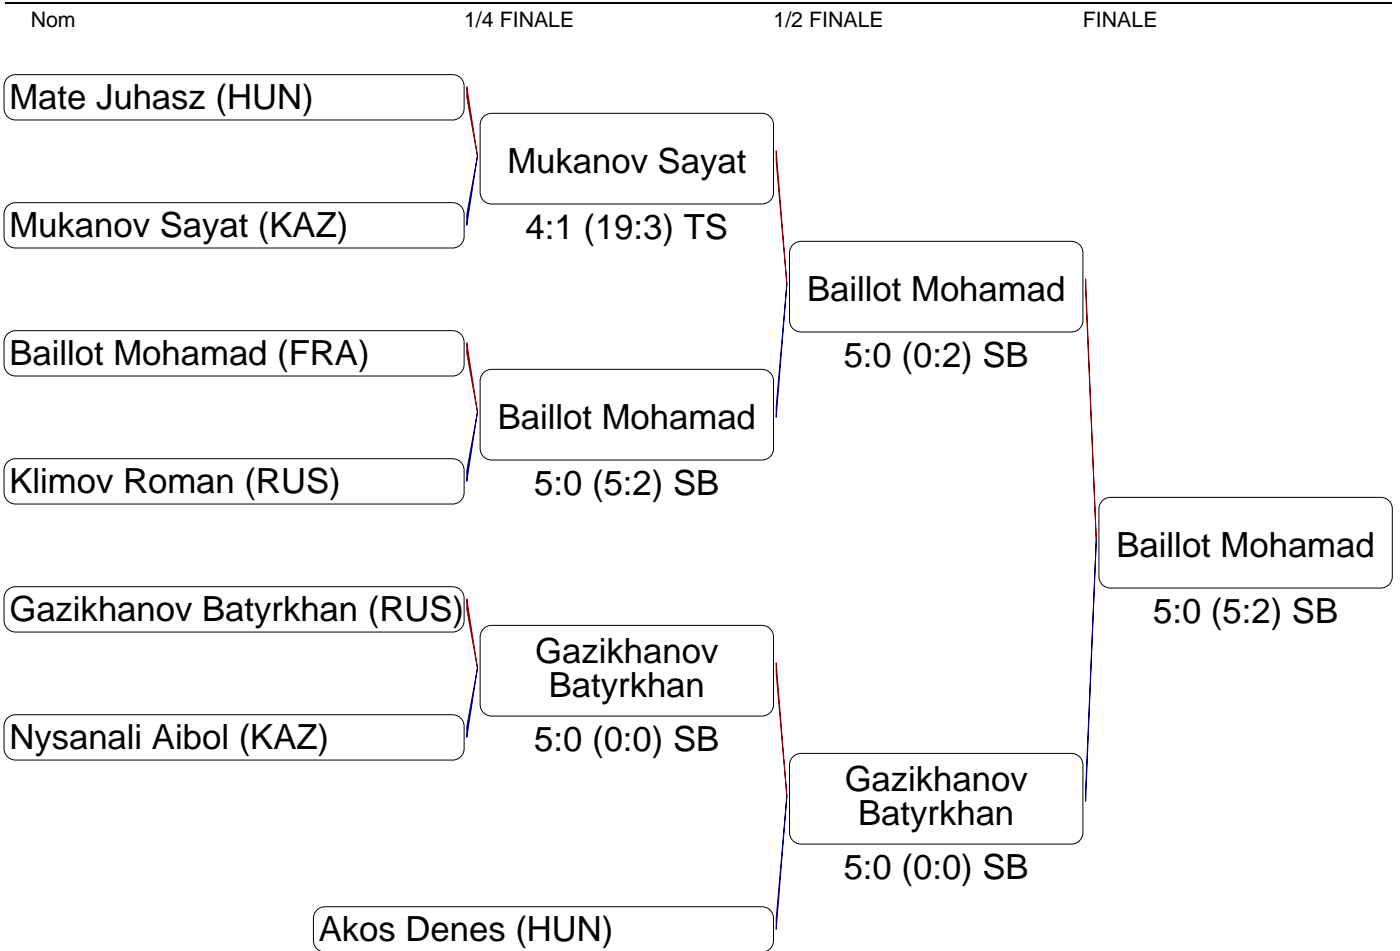 Nom 1/4 FINALE 1/2 FINALE FINALE
Mate Juhasz (HUN)
Mukanov Sayat
Mukanov Sayat (KAZ)
4:1 (19:3) TS
Baillot Mohamad
5:0 (0:2) SB
Baillot Mohamad (FRA)
Baillot Mohamad
Klimov Roman (RUS)
5:0 (5:2) SB
Baillot Mohamad
5:0 (5:2) SB
Gazikhanov Batyrkhan (RUS)
Gazikhanov
Batyrkhan
Nysanali Aibol (KAZ)
5:0 (0:0) SB
Gazikhanov
Batyrkhan
5:0 (0:0) SB
Akos Denes (HUN)